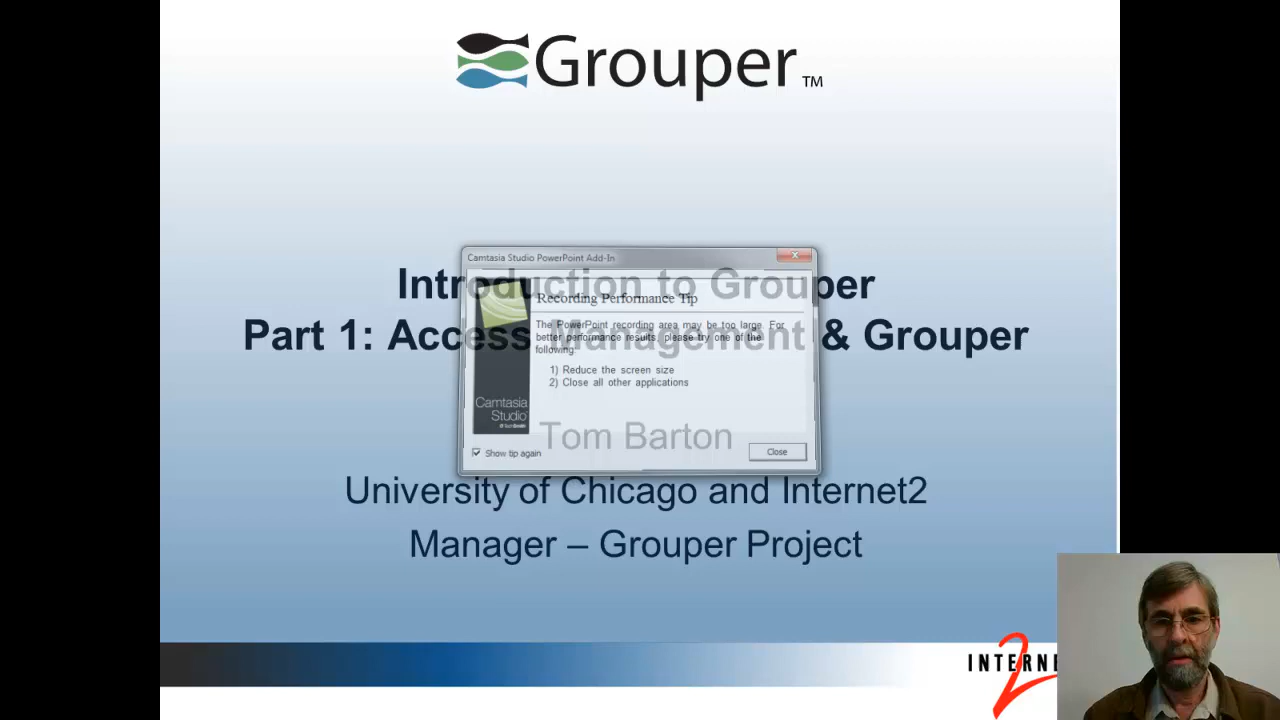 Grouper TM
Camtasia Studio PowerPoint Add-In
Introduction to Grouper
Recording Performance Tip
The PowerPoint recording area may be too large. For
better performance results, please try one of the
following:
Part 1: Access Management & Grouper
1) Reduce the screen size
2) Close all other applications
Camtasia
Studio
Tom Barton
Show tip again
Close
University of Chicago and Internet2
Manager – Grouper Project
INTERNE
2